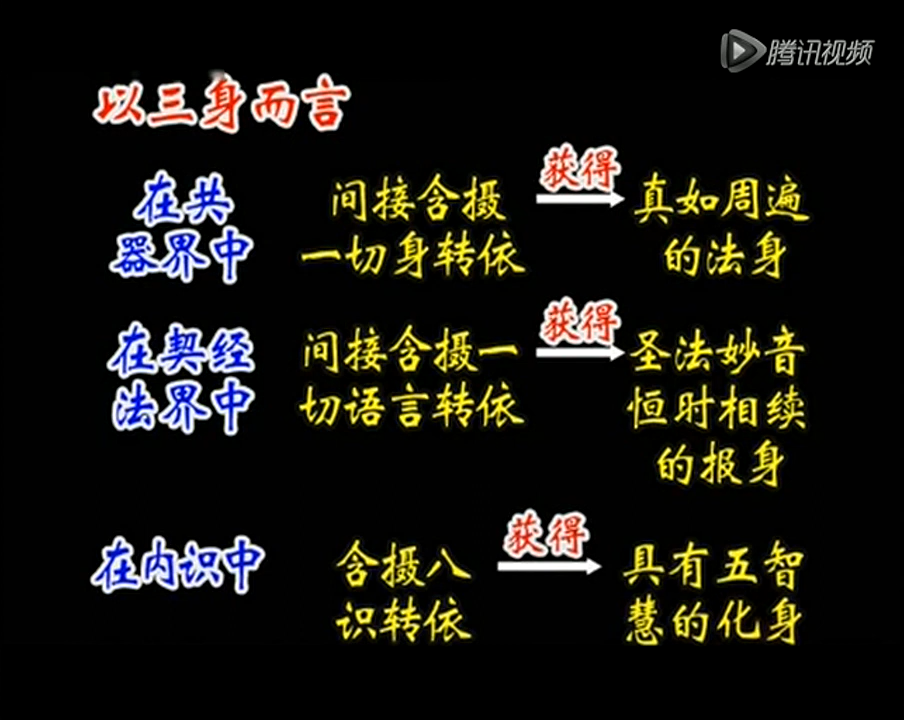 腾讯视频
以三身而言
在共
器界中
间接含摄
一切身转依
获得
真如周遍
的法身
在契经
法界中
间接含摄一
切语言转依
获得
圣法妙音
恒时相续
的报身
在内识中
含摄八
识转依
获得
具有五智
慧的化身